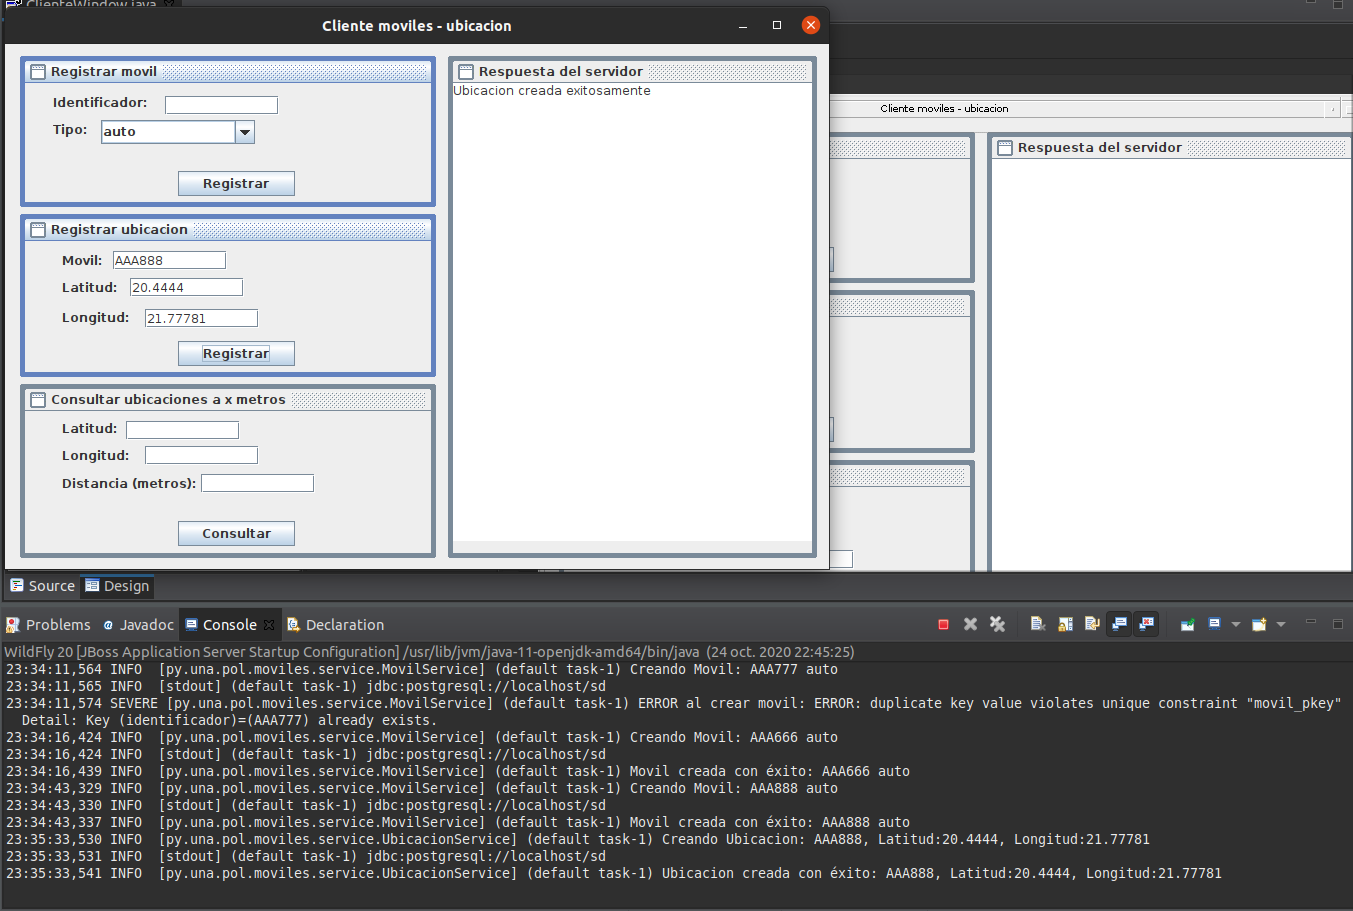 ClienteWindow.java
Cliente moviles - ubicacion
Registrar movil
Identificador:
Tipo: auto
Registrar
Registrar ubicacion
Movil: AAA888
Latitud: 20.4444
Longitud: 21.77781
Registrar
Consultar ubicaciones a x metros
Latitud:
Longitud:
Distancia (metros):
Consultar
Respuesta del servidor
Ubicacion creada exitosamente
Cliente moviles - ubicacion
Respuesta del servidor
Source Design
Problems Javadoc Console Declaration
WildFly 20 [JBoss Application Server Startup Configuration] /usr/lib/jvm/java-11-openjdk-amd64/bin/java (24 oct. 2020 22:45:25)
23:34:11,564 INFO  [py.una.pol.moviles.service.MovilService] (default task-1) Creando Movil: AAA777 auto
23:34:11,565 INFO  [stdout] (default task-1) jdbc:postgresql://localhost/sd
23:34:11,574 SEVERE [py.una.pol.moviles.service.MovilService] (default task-1) ERROR al crear movil: ERROR: duplicate key value violates unique constraint "movil_pkey"
Detail: Key (identificador)=(AAA777) already exists.
23:34:16,424 INFO  [py.una.pol.moviles.service.MovilService] (default task-1) Creando Movil: AAA666 auto
23:34:16,424 INFO  [stdout] (default task-1) jdbc:postgresql://localhost/sd
23:34:16,439 INFO  [py.una.pol.moviles.service.MovilService] (default task-1) Movil creada con éxito: AAA666 auto
23:34:43,329 INFO  [py.una.pol.moviles.service.MovilService] (default task-1) Creando Movil: AAA888 auto
23:34:43,330 INFO  [stdout] (default task-1) jdbc:postgresql://localhost/sd
23:34:43,337 INFO  [py.una.pol.moviles.service.MovilService] (default task-1) Movil creada con éxito: AAA888 auto
23:35:33,530 INFO  [py.una.pol.moviles.service.UbicacionService] (default task-1) Creando Ubicacion: AAA888, Latitud:20.4444, Longitud:21.77781
23:35:33,531 INFO  [stdout] (default task-1) jdbc:postgresql://localhost/sd
23:35:33,541 INFO  [py.una.pol.moviles.service.UbicacionService] (default task-1) Ubicacion creada con éxito: AAA888, Latitud:20.4444, Longitud:21.77781